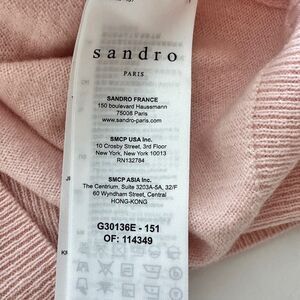 sandro
PARIS
SANDRO FRANCE
150 boulevard Haussmann
75008 Paris
www.sandro-paris.com
SMCP USA Inc.
10 Crosby Street, 3rd Floor
New York, New York 10013
RN132784
SMCP ASIA Inc.
The Centrium, Suite 3203A-5A, 32/F
60 Wyndham Street, Central
HONG-KONG
G30136E - 151
OF: 114349